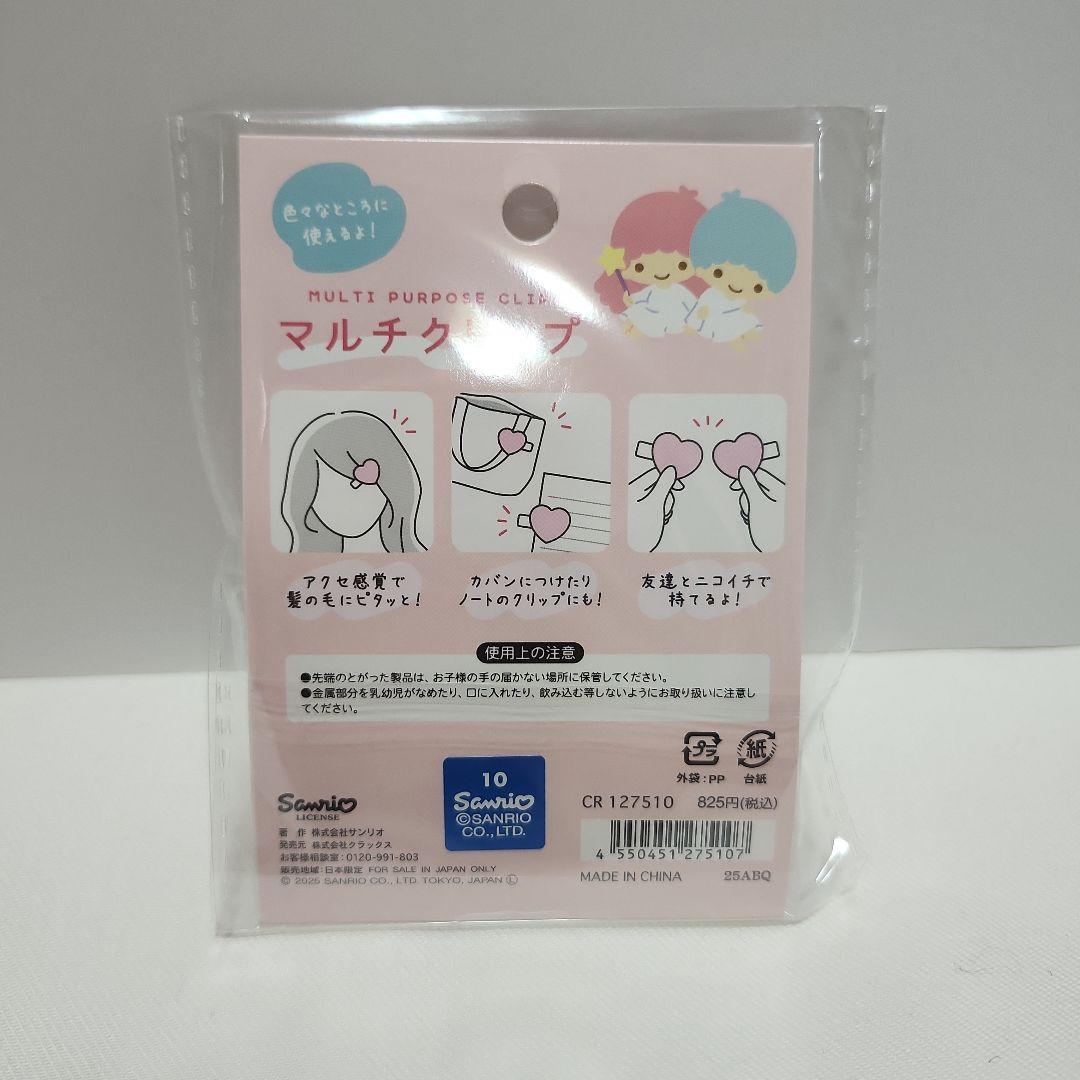 色々なところに
使えるよ!
MULTI PURPOSE CLIP
マルチクリップ
アクセ感覚で
髪の毛にピタッと!
カバンにつけたり
ノートのクリップにも!
友達とニコイチで
持てるよ!
使用上の注意
●先端のとがった製品は、お子様の手の届かない場所に保管してください。
●金属部分を乳幼児がなめたり、口に入れたり、飲み込む等しないようにお取り扱いに注意し
てください。
プラ
紙
外袋:PP
台紙
Sanrio
LICENSE
著 作 株式会社サンリオ
発売元 株式会社クラックス
お客様相談室:0120-991-803
販売地域:日本限定 FOR SALE IN JAPAN ONLY
© 2025 SANRIO CO., LTD. TOKYO, JAPAN Ⓛ
10
Sanrio
©SANRIO
CO.,LTD.
CR 127510 825円(税込)
4 550451 275107
MADE IN CHINA 25ABQ